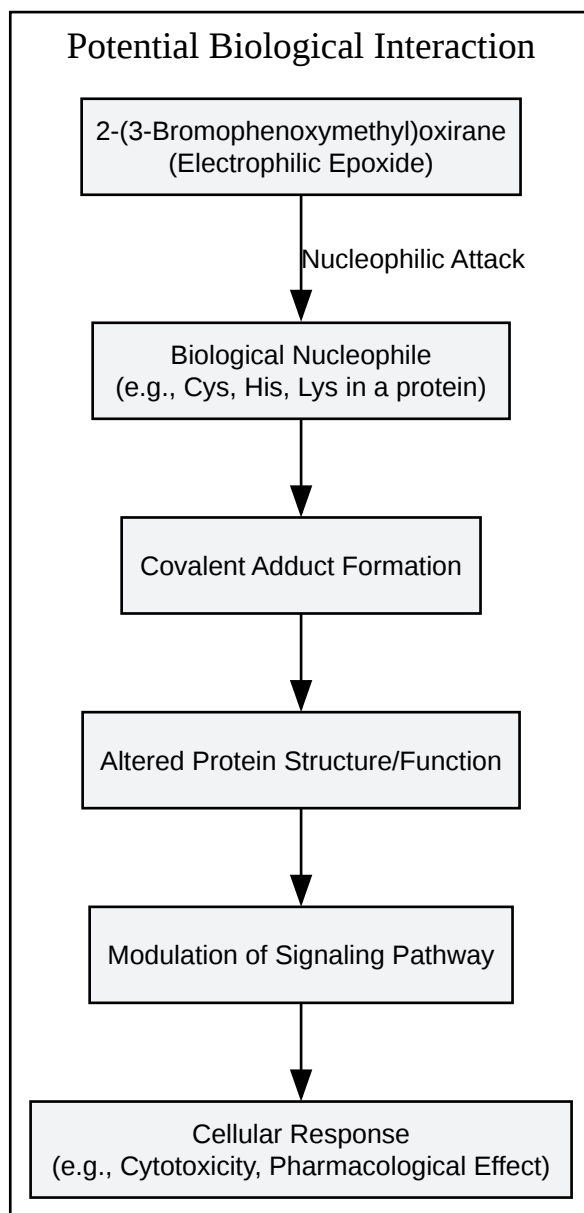 Potential Biological Interaction
2-(3-Bromophenoxymethyl)oxirane
(Electrophilic Epoxide)
Nucleophilic Attack
Biological Nucleophile
(e.g., Cys, His, Lys in a protein)
Covalent Adduct Formation
Altered Protein Structure/Function
Modulation of Signaling Pathway
Cellular Response
(e.g., Cytotoxicity, Pharmacological Effect)